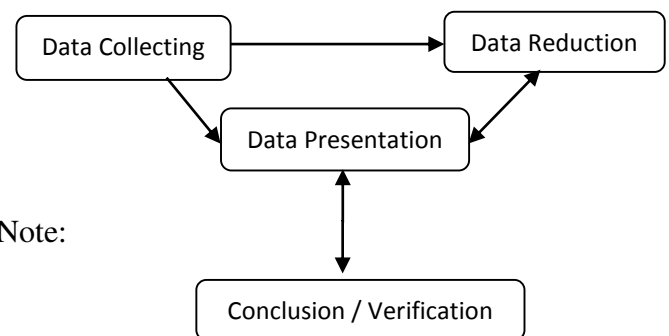 Data Collecting
Data Reduction
Data Presentation
Note:
Conclusion / Verification